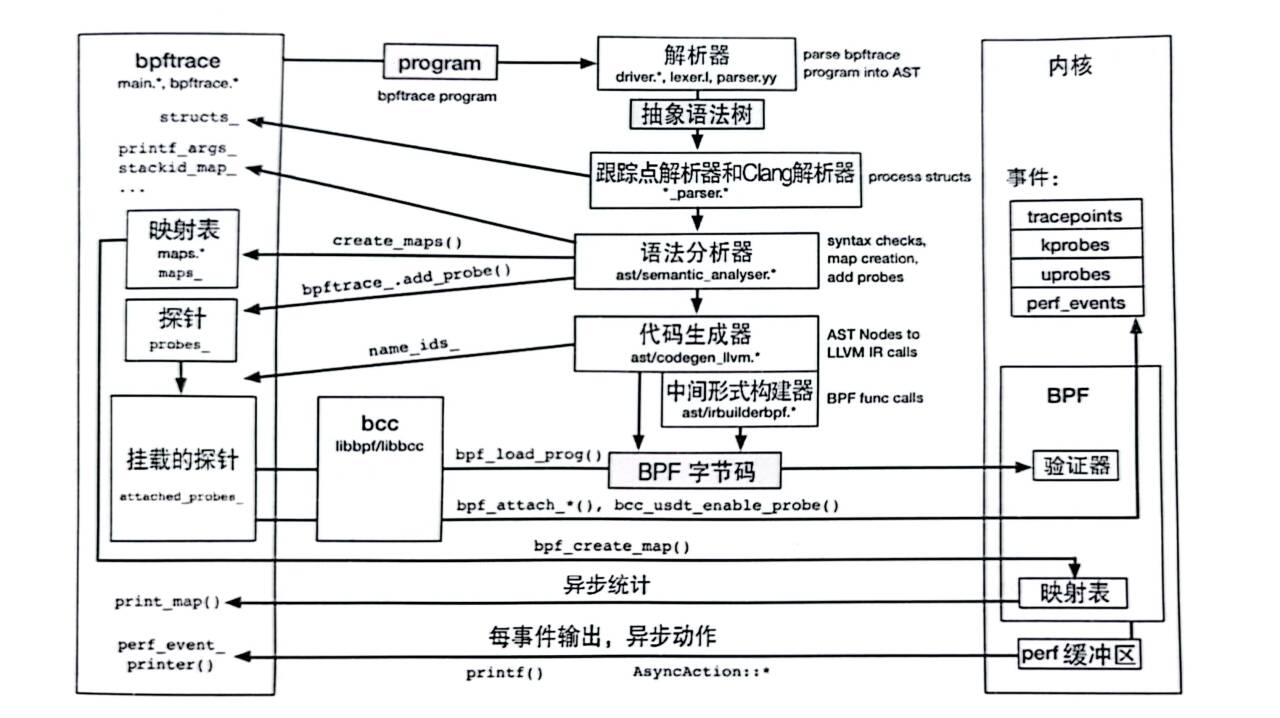 bpftrace
main.*, bpftrace.*
structs_
printf_args_
stackid_map_
...
映射表
maps.*
maps_
探针
probes_
挂载的探针
attached_probes_
print_map()
perf_event_
printer()
program
bpftrace program
create_maps()
bpftrace_.add_probe()
name_ids_
bcc
libbpf/libbcc
解析器
driver.*, lexer.l, parser.yy
parse bpftrace
program into AST
抽象语法树
跟踪点解析器和Clang解析器
*_parser.*
process structs
语法分析器
ast/semantic_analyser.*
syntax checks,
map creation,
add probes
代码生成器
ast/codegen_llvm.*
AST Nodes to
LLVM IR calls
中间形式构建器
ast/irbuilderbpf.*
BPF func calls
bpf_load_prog()
BPF 字节码
bpf_attach_*(), bcc_usdt_enable_probe()
bpf_create_map()
异步统计
每事件输出，异步动作
printf()
AsyncAction::*
内核
事件：
tracepoints
kprobes
uprobes
perf_events
BPF
验证器
映射表
perf 缓冲区